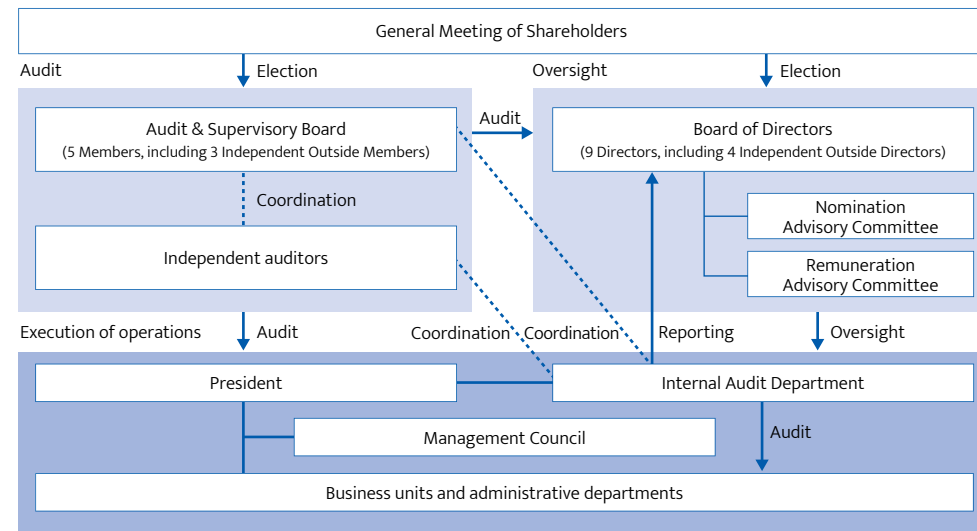 General Meeting of Shareholders
Audit
Election
Oversight
Election
Audit & Supervisory Board
(5 Members, including 3 Independent Outside Members)
Audit
Board of Directors
(9 Directors, including 4 Independent Outside Directors)
Coordination
Nomination
Advisory Committee
Independent auditors
Remuneration
Advisory Committee
Execution of operations
Audit
Coordination
Coordination
Reporting
Oversight
President
Internal Audit Department
Management Council
Audit
Business units and administrative departments